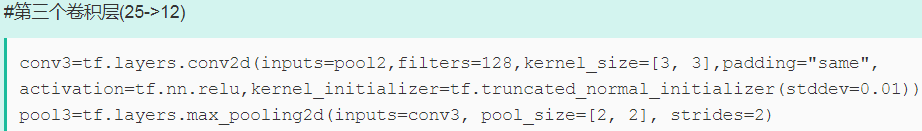 #第三个卷积层(25->12)
conv3=tf.layers.conv2d(inputs=pool2,filters=128,kernel_size=[3, 3],padding="same",
activation=tf.nn.relu,kernel_initializer=tf.truncated_normal_initializer(stddev=0.01))
pool3=tf.layers.max_pooling2d(inputs=conv3, pool_size=[2, 2], strides=2)